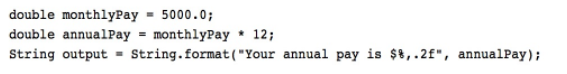 double monthlyPay = 5000.0;
double annualPay = monthlyPay * 12;
String output = String.format("Your annual pay is $%,.2f", annualPay);